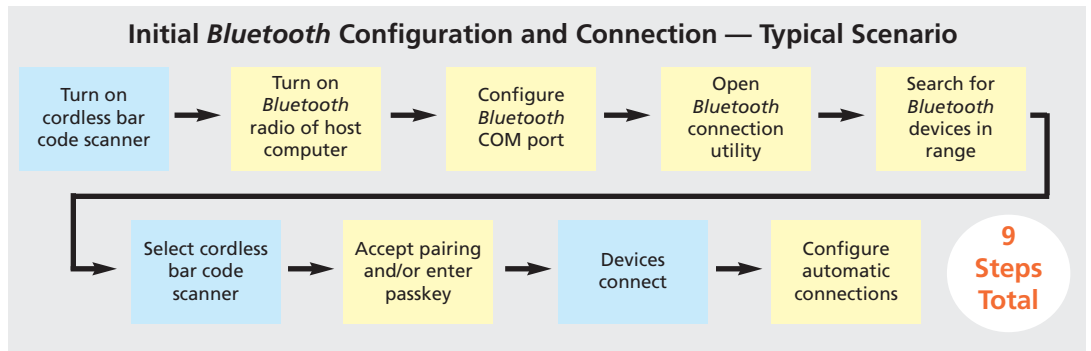 Initial Bluetooth Configuration and Connection — Typical Scenario
Turn on
cordless bar
code scanner
Turn on
Bluetooth
radio of host
computer
Configure
Bluetooth
COM port
Open
Bluetooth
connection
utility
Search for
Bluetooth
devices in
range
Select cordless
bar code
scanner
Accept pairing
and/or enter
passkey
Devices
connect
Configure
automatic
connections
9
Steps
Total